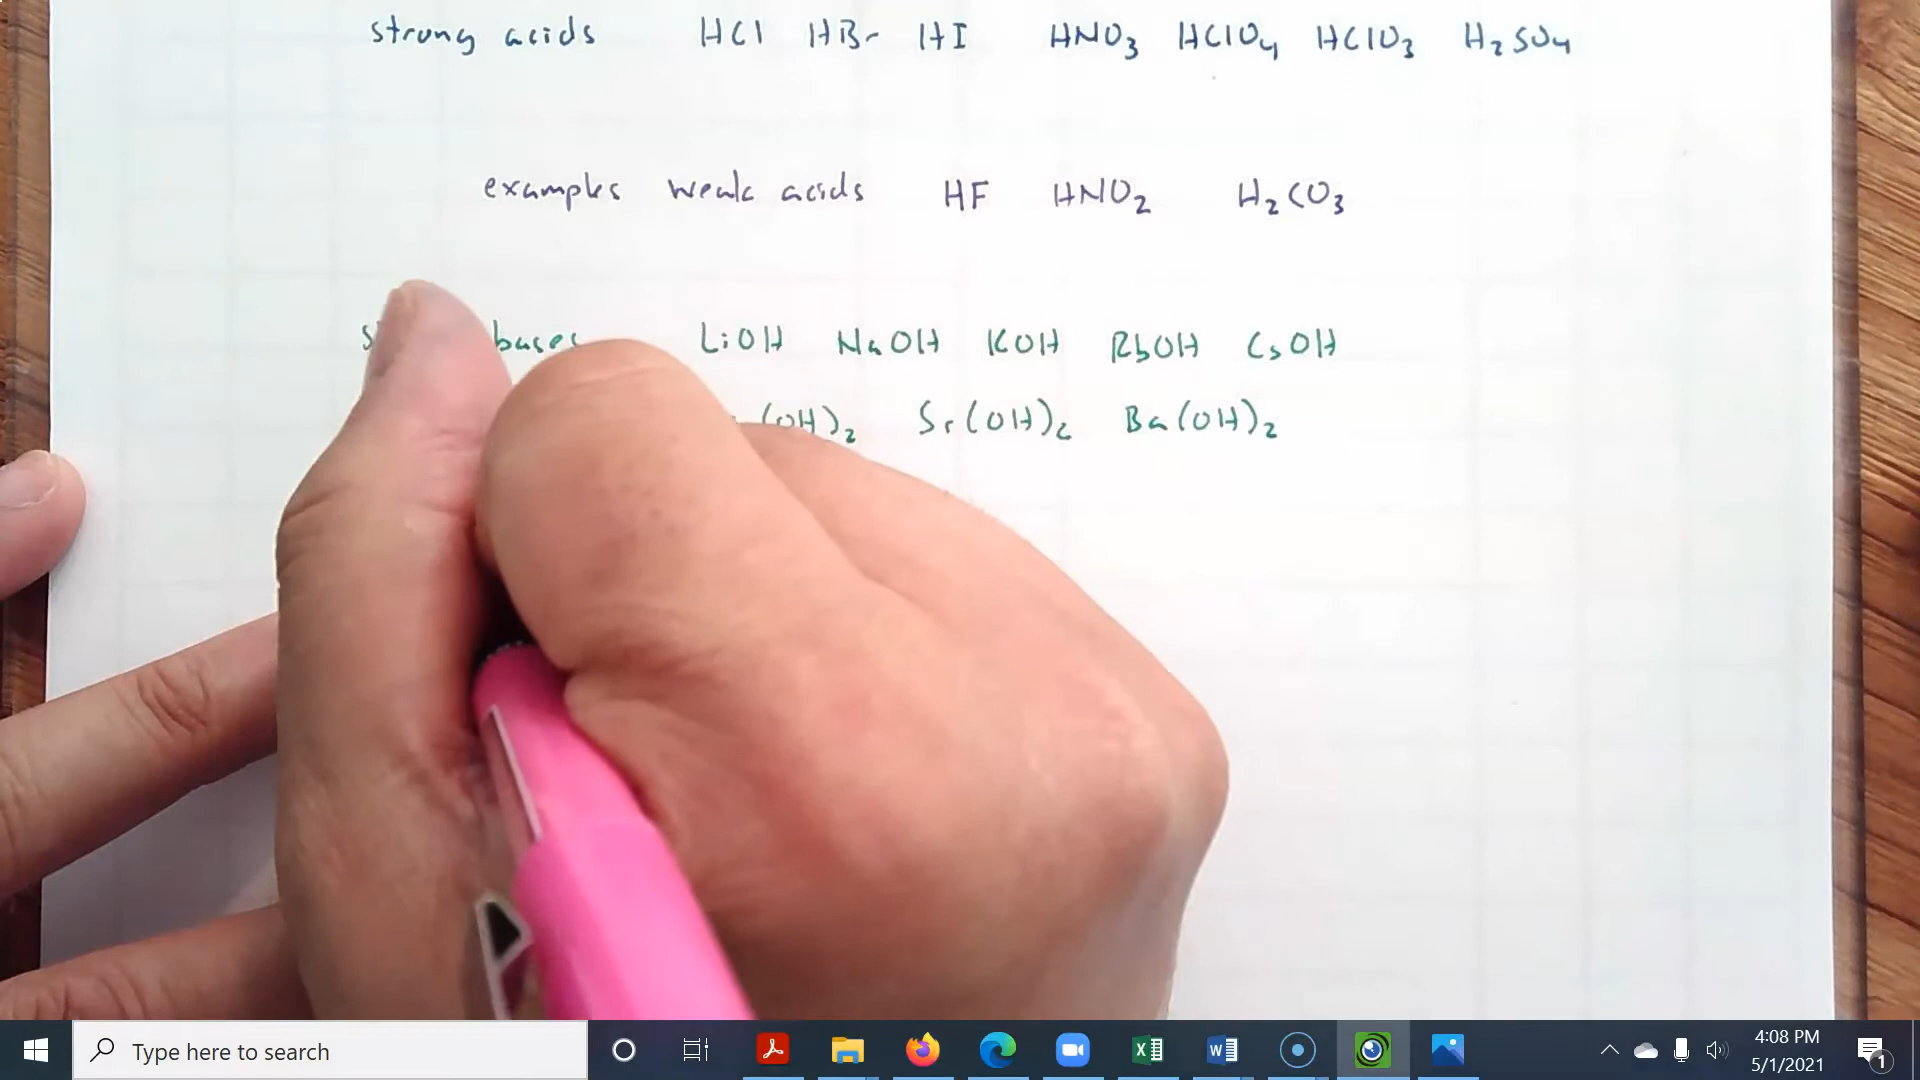 strong acids HCl HBr HI HNO3 HClO4 HClO3 H2SO4
examples weak acids HF HNO2 H2CO3
bases LiOH NaOH KOH RbOH CsOH
(OH)2 Sr(OH)2 Ba(OH)2
Type here to search
4:08 PM
5/1/2021
1